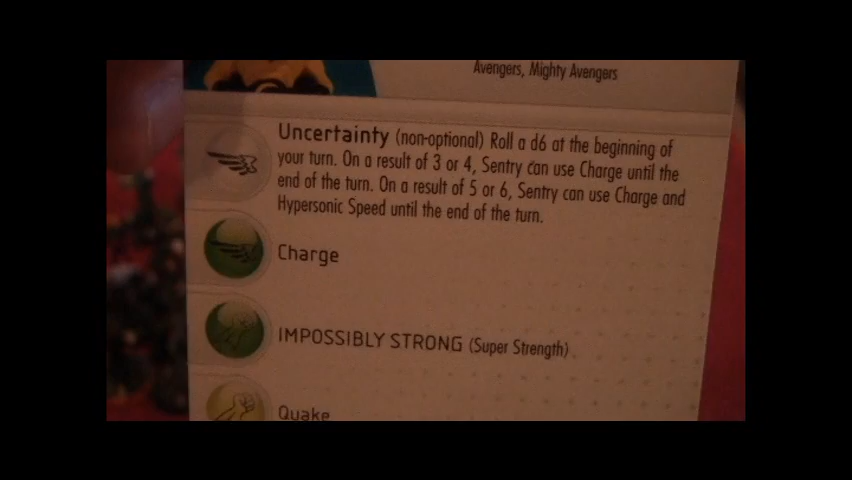 Avengers, Mighty Avengers
Uncertainty (non-optional) Roll a d6 at the beginning of
your turn. On a result of 3 or 4, Sentry can use Charge until the
end of the turn. On a result of 5 or 6, Sentry can use Charge and
Hypersonic Speed until the end of the turn.
Charge
IMPOSSIBLY STRONG (Super Strength)
Quake